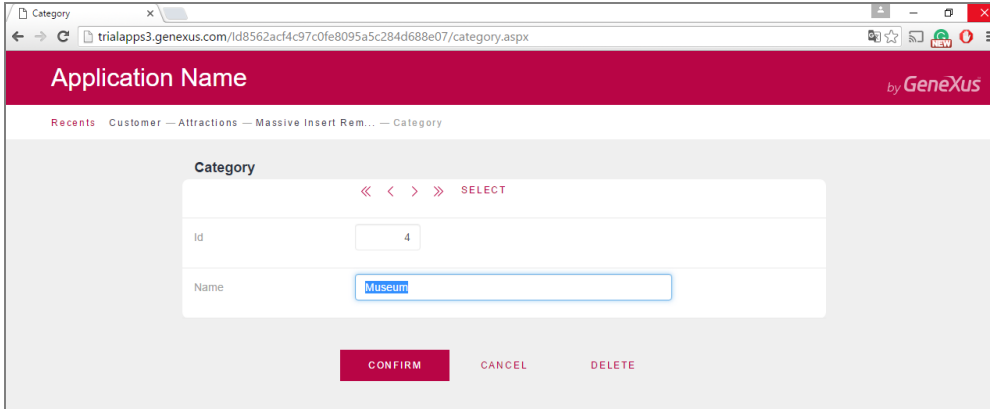 Category
trialapps3.genexus.com/Id8562acf4c97c0fe8095a5c284d688e07/category.aspx
NEW
Application Name
by GeneXus
Recents Customer — Attractions — Massive Insert Rem... — Category
Category
SELECT
Id 4
Name Museum
CONFIRM CANCEL DELETE